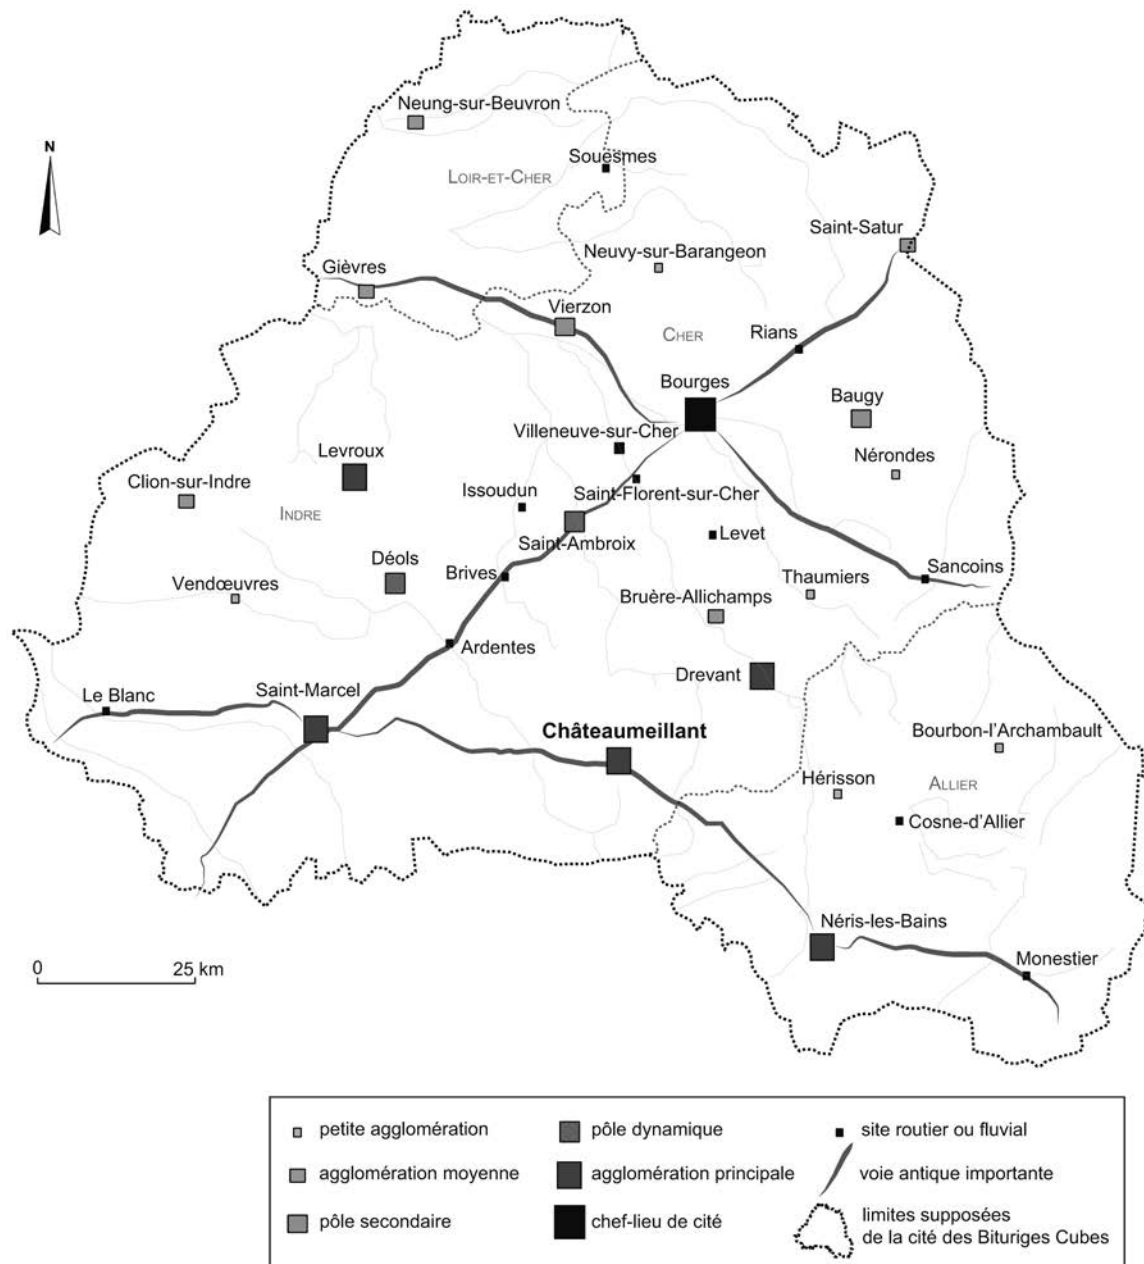 Neung-sur-Beuvron
N
Souesmes
LOIR-ET-CHER
Saint-Satur
Neuvy-sur-Barangeon
Gièvres
Vierzon
CHER
Rians
Bourges
Baugy
Villeneuve-sur-Cher
Levroux
Nérondes
Clion-sur-Indre
Issoudun
Saint-Florent-sur-Cher
INDRE
Levet
Saint-Ambroix
Déols
Sancoins
Brives
Thaumiers
Vendœuvres
Bruère-Allichamps
Ardentes
Drevant
Le Blanc
Saint-Marcel
Châteaumeillant
Bourbon-l'Archambault
Hérisson
ALLIER
Cosne-d'Allier
Néris-les-Bains
Monestier
0 25 km
petite agglomération
agglomération moyenne
pôle secondaire
pôle dynamique
agglomération principale
chef-lieu de cité
site routier ou fluvial
voie antique importante
limites supposées
de la cité des Bituriges Cubes